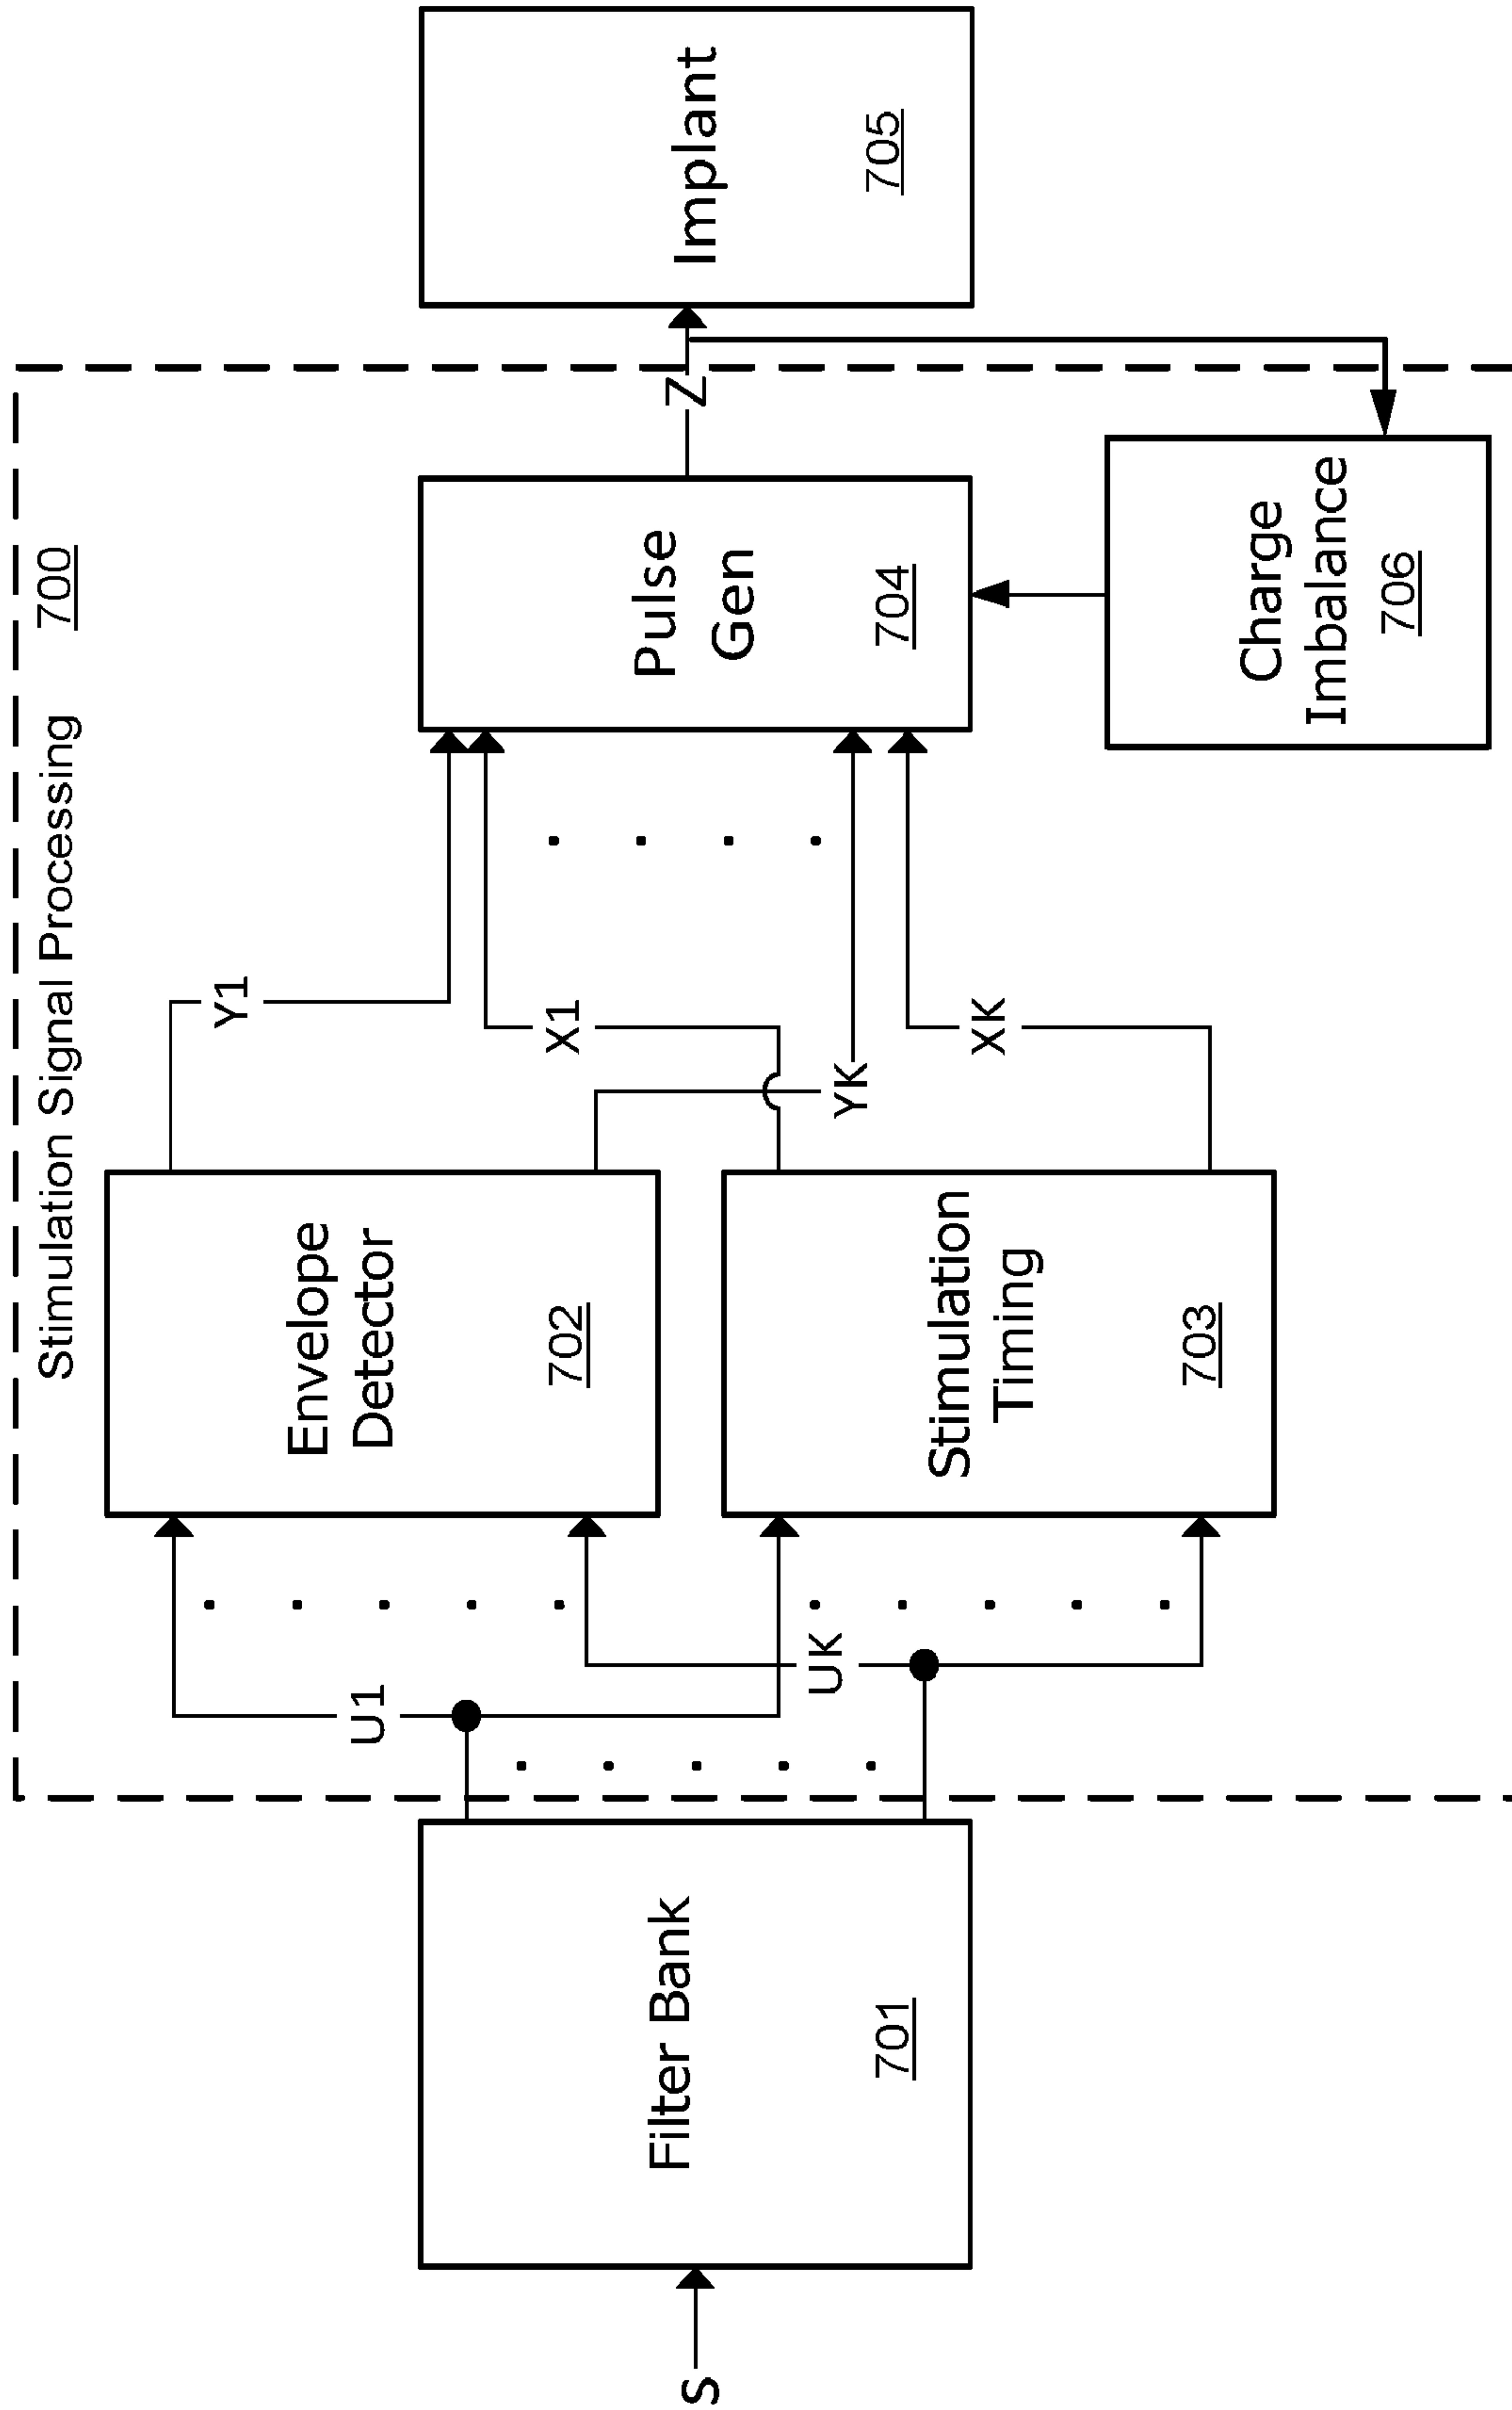 Stimulation Signal Processing 700
S
Filter Bank
701
U1
UK
Envelope
Detector
702
Stimulation
Timing
703
Y1
X1
YK
XK
Pulse
Gen
704
Z
Implant
705
Charge
Imbalance
706